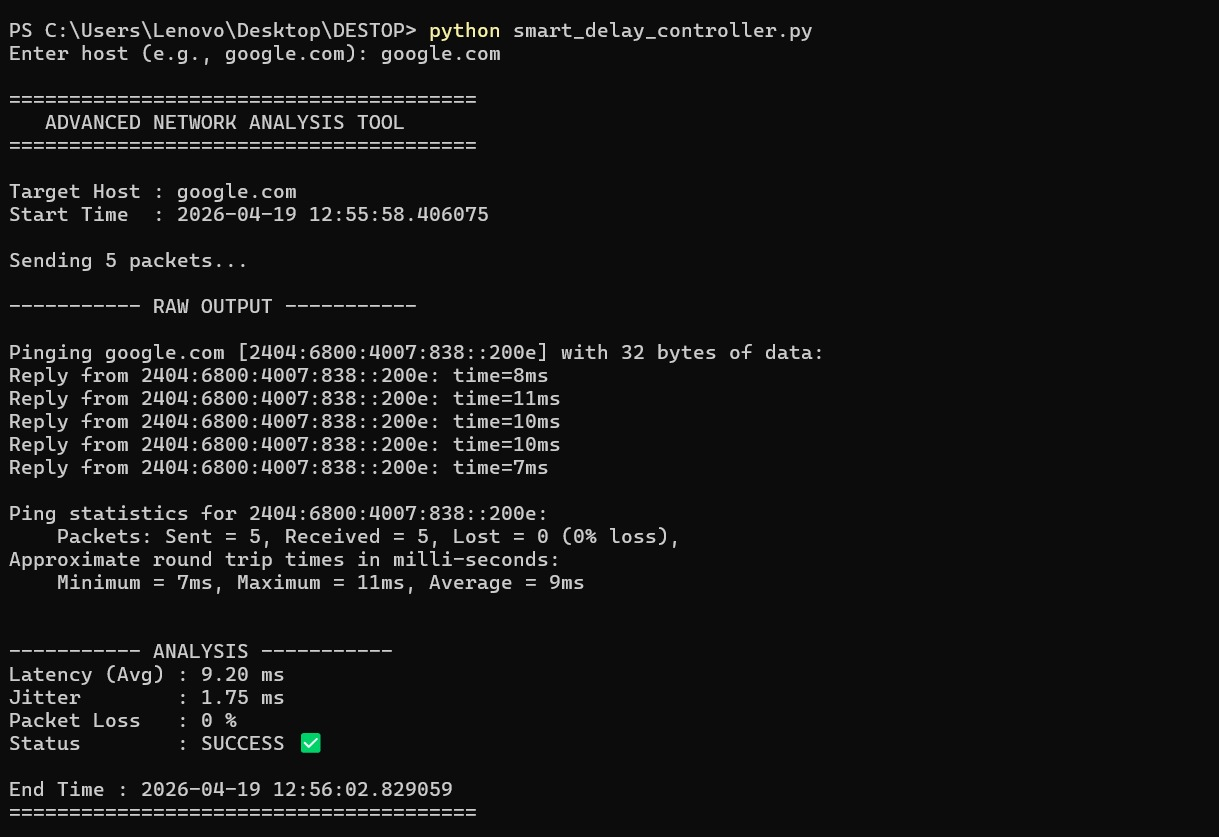 PS C:\Users\Lenovo\Desktop\DESTOP> python smart_delay_controller.py
Enter host (e.g., google.com): google.com
=======================================
ADVANCED NETWORK ANALYSIS TOOL
=======================================
Target Host : google.com
Start Time  : 2026-04-19 12:55:58.406075
Sending 5 packets...
----------- RAW OUTPUT -----------
Pinging google.com [2404:6800:4007:838::200e] with 32 bytes of data:
Reply from 2404:6800:4007:838::200e: time=8ms
Reply from 2404:6800:4007:838::200e: time=11ms
Reply from 2404:6800:4007:838::200e: time=10ms
Reply from 2404:6800:4007:838::200e: time=10ms
Reply from 2404:6800:4007:838::200e: time=7ms
Ping statistics for 2404:6800:4007:838::200e:
    Packets: Sent = 5, Received = 5, Lost = 0 (0% loss),
Approximate round trip times in milli-seconds:
    Minimum = 7ms, Maximum = 11ms, Average = 9ms
----------- ANALYSIS -----------
Latency (Avg) : 9.20 ms
Jitter        : 1.75 ms
Packet Loss   : 0 %
Status        : SUCCESS ✅
End Time : 2026-04-19 12:56:02.829059
=======================================